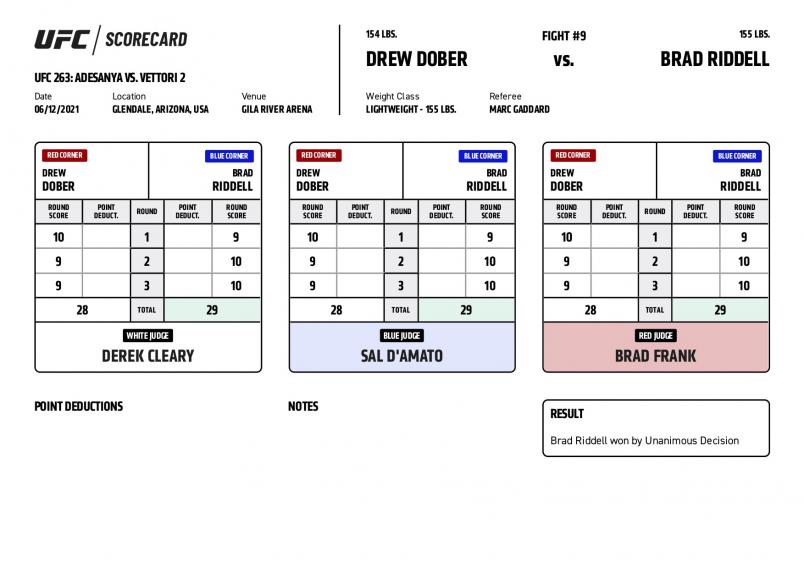 UFC / SCORECARD
UFC 263: ADESANYA VS. VETTORI 2
Date Location Venue
06/12/2021 GLENDALE, ARIZONA, USA GILA RIVER ARENA
154 LBS. FIGHT #9 155 LBS.
DREW DOBER VS. BRAD RIDDELL
Weight Class Referee
LIGHTWEIGHT - 155 LBS. MARC GADDARD
RED CORNER BLUE CORNER
DREW BRAD
DOBER RIDDELL
ROUND SCORE POINT DEDUCT. ROUND POINT DEDUCT. ROUND SCORE
10 1 9
9 2 10
9 3 10
28 TOTAL 29
WHITE JUDGE
DEREK CLEARY
RED CORNER BLUE CORNER
DREW BRAD
DOBER RIDDELL
ROUND SCORE POINT DEDUCT. ROUND POINT DEDUCT. ROUND SCORE
10 1 9
9 2 10
9 3 10
28 TOTAL 29
BLUE JUDGE
SAL D'AMATO
RED CORNER BLUE CORNER
DREW BRAD
DOBER RIDDELL
ROUND SCORE POINT DEDUCT. ROUND POINT DEDUCT. ROUND SCORE
10 1 9
9 2 10
9 3 10
28 TOTAL 29
RED JUDGE
BRAD FRANK
POINT DEDUCTIONS
NOTES
RESULT
Brad Riddell won by Unanimous Decision